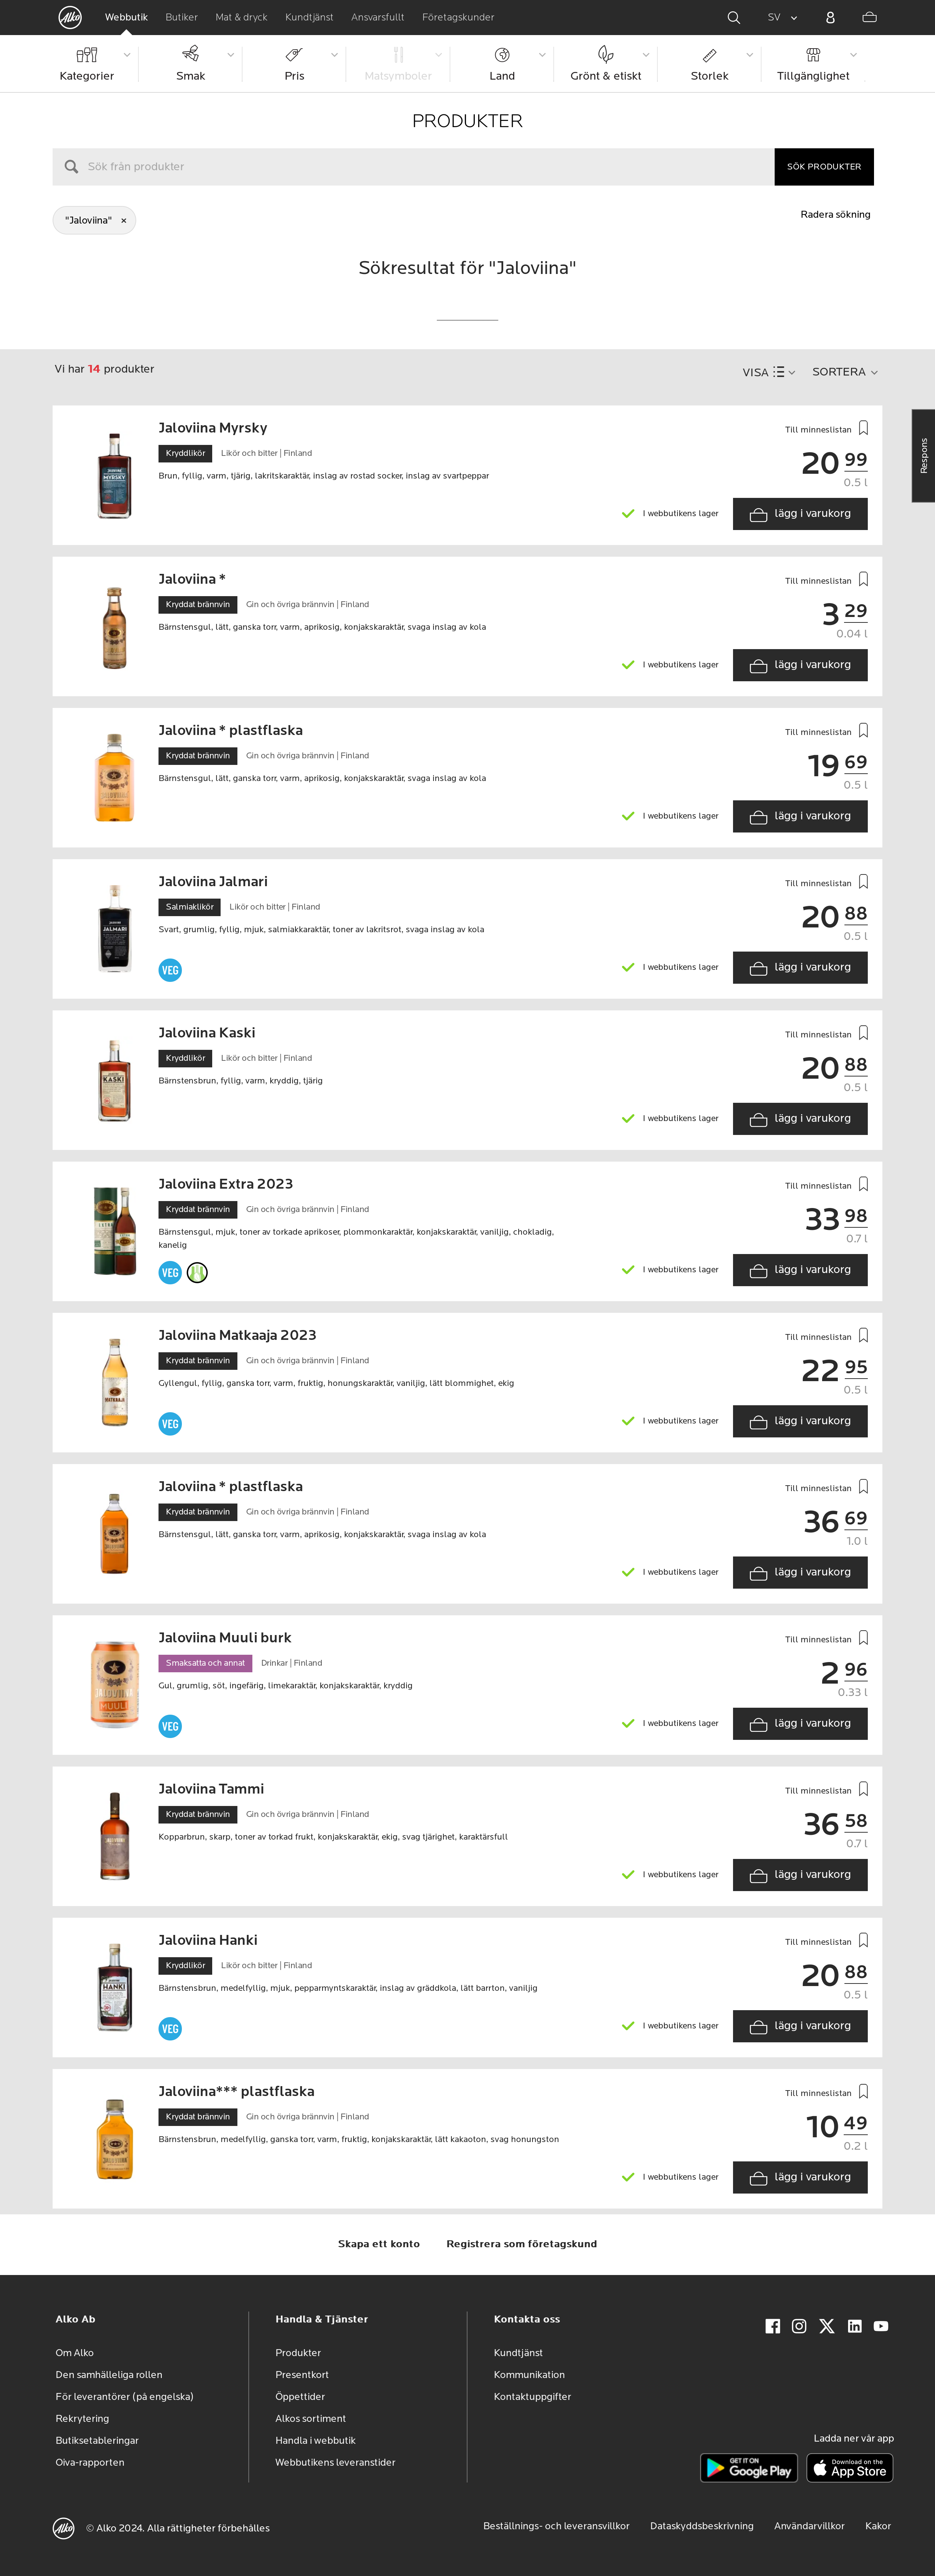 Alko Webbutik Butiker Mat & dryck Kundtjänst Ansvarsfullt Företagskunder SV
Kategorier Smak Pris Matsymboler Land Grönt & etiskt Storlek Tillgänglighet
PRODUKTER
Sök från produkter SÖK PRODUKTER
"Jaloviina" × Radera sökning
Sökresultat för "Jaloviina"
Vi har 14 produkter VISA SORTERA
Respons
Jaloviina Myrsky Till minneslistan
Kryddlikör Likör och bitter | Finland
Brun, fyllig, varm, tjärig, lakritskaraktär, inslag av rostad socker, inslag av svartpeppar
20 99
0.5 l
I webbutikens lager lägg i varukorg
Jaloviina * Till minneslistan
Kryddat brännvin Gin och övriga brännvin | Finland
Bärnstensgul, lätt, ganska torr, varm, aprikosig, konjakskaraktär, svaga inslag av kola
3 29
0.04 l
I webbutikens lager lägg i varukorg
Jaloviina * plastflaska Till minneslistan
Kryddat brännvin Gin och övriga brännvin | Finland
Bärnstensgul, lätt, ganska torr, varm, aprikosig, konjakskaraktär, svaga inslag av kola
19 69
0.5 l
I webbutikens lager lägg i varukorg
Jaloviina Jalmari Till minneslistan
Salmiaklikör Likör och bitter | Finland
Svart, grumlig, fyllig, mjuk, salmiakkaraktär, toner av lakritsrot, svaga inslag av kola
20 88
0.5 l
VEG I webbutikens lager lägg i varukorg
Jaloviina Kaski Till minneslistan
Kryddlikör Likör och bitter | Finland
Bärnstensbrun, fyllig, varm, kryddig, tjärig
20 88
0.5 l
I webbutikens lager lägg i varukorg
Jaloviina Extra 2023 Till minneslistan
Kryddat brännvin Gin och övriga brännvin | Finland
Bärnstensgul, mjuk, toner av torkade aprikoser, plommonkaraktär, konjakskaraktär, vaniljig, chokladig,
kanelig
33 98
0.7 l
VEG I webbutikens lager lägg i varukorg
Jaloviina Matkaaja 2023 Till minneslistan
Kryddat brännvin Gin och övriga brännvin | Finland
Gyllengul, fyllig, ganska torr, varm, fruktig, honungskaraktär, vaniljig, lätt blommighet, ekig
22 95
0.5 l
VEG I webbutikens lager lägg i varukorg
Jaloviina * plastflaska Till minneslistan
Kryddat brännvin Gin och övriga brännvin | Finland
Bärnstensgul, lätt, ganska torr, varm, aprikosig, konjakskaraktär, svaga inslag av kola
36 69
1.0 l
I webbutikens lager lägg i varukorg
Jaloviina Muuli burk Till minneslistan
Smaksatta och annat Drinkar | Finland
Gul, grumlig, söt, ingefärig, limekaraktär, konjakskaraktär, kryddig
2 96
0.33 l
VEG I webbutikens lager lägg i varukorg
Jaloviina Tammi Till minneslistan
Kryddat brännvin Gin och övriga brännvin | Finland
Kopparbrun, skarp, toner av torkad frukt, konjakskaraktär, ekig, svag tjärighet, karaktärsfull
36 58
0.7 l
I webbutikens lager lägg i varukorg
Jaloviina Hanki Till minneslistan
Kryddlikör Likör och bitter | Finland
Bärnstensbrun, medelfyllig, mjuk, pepparmyntskaraktär, inslag av gräddkola, lätt barrton, vaniljig
20 88
0.5 l
VEG I webbutikens lager lägg i varukorg
Jaloviina*** plastflaska Till minneslistan
Kryddat brännvin Gin och övriga brännvin | Finland
Bärnstensbrun, medelfyllig, ganska torr, varm, fruktig, konjakskaraktär, lätt kakaoton, svag honungston
10 49
0.2 l
I webbutikens lager lägg i varukorg
Skapa ett konto Registrera som företagskund
Alko Ab
Om Alko
Den samhälleliga rollen
För leverantörer (på engelska)
Rekrytering
Butiksetableringar
Oiva-rapporten
Handla & Tjänster
Produkter
Presentkort
Öppettider
Alkos sortiment
Handla i webbutik
Webbutikens leveranstider
Kontakta oss
Kundtjänst
Kommunikation
Kontaktuppgifter
Ladda ner vår app
GET IT ON
Google Play
Download on the
App Store
Alko © Alko 2024. Alla rättigheter förbehålles
Beställnings- och leveransvillkor Dataskyddsbeskrivning Användarvillkor Kakor